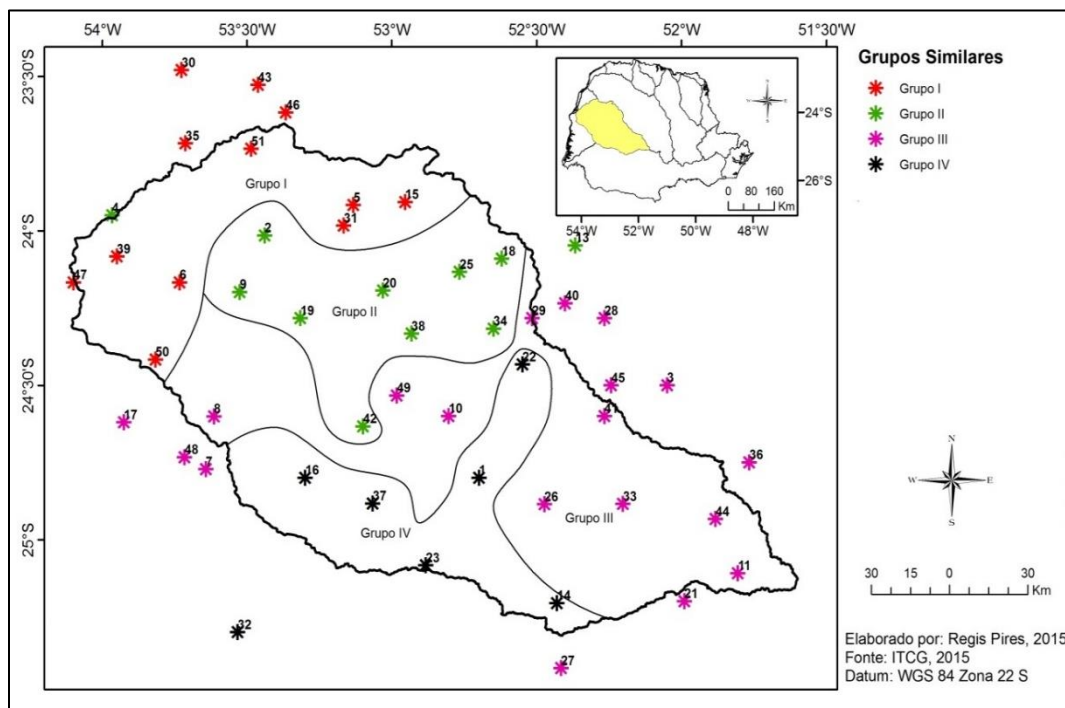 54°W 53°30'W 53°W 52°30'W 52°W 51°30'W
23°30'S
24°S
24°30'S
25°S
30
43
46
35
51
Grupo I
5
15
31
4
2
39
47
6
9
20
25
18
13
19
Grupo II
38
34
29
40
28
50
22
49
45
3
8
10
41
17
42
48
7
36
16
1
37
26
33
44
Grupo III
Grupo IV
23
11
14
21
32
27
24°S
26°S
54°W 52°W 50°W 48°W
0 80 160
Km
N
W E
S
Grupos Similares
Grupo I
Grupo II
Grupo III
Grupo IV
N
W E
S
30 15 0 30
Km
Elaborado por: Regis Pires, 2015
Fonte: ITCG, 2015
Datum: WGS 84 Zona 22 S